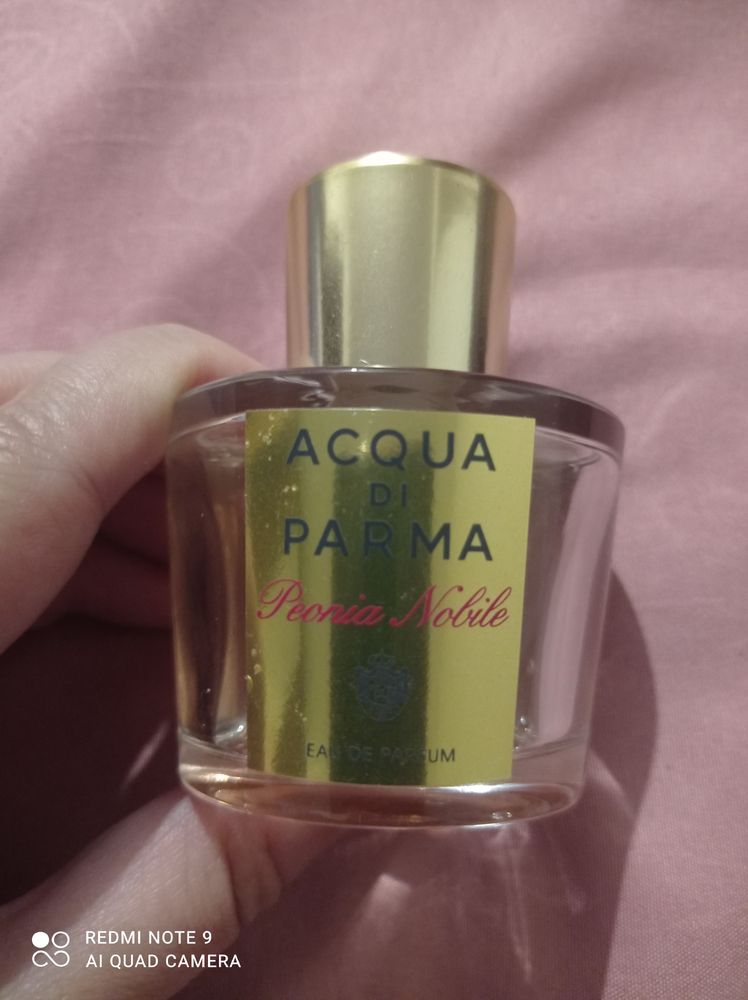 ACQUA
DI
PARMA
Peonia Nobile
EAU DE PARFUM
REDMI NOTE 9
AI QUAD CAMERA